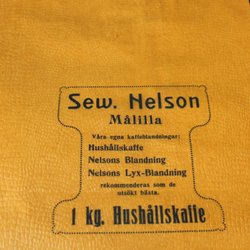 Sew. Nelson
Målilla
Våra egna kaffeblandningar:
Hushållskaffe
Nelsons Blandning
Nelsons Lyx-Blandning
rekommenderas som de
utsökt bästa.
1 kg. Hushållskaffe